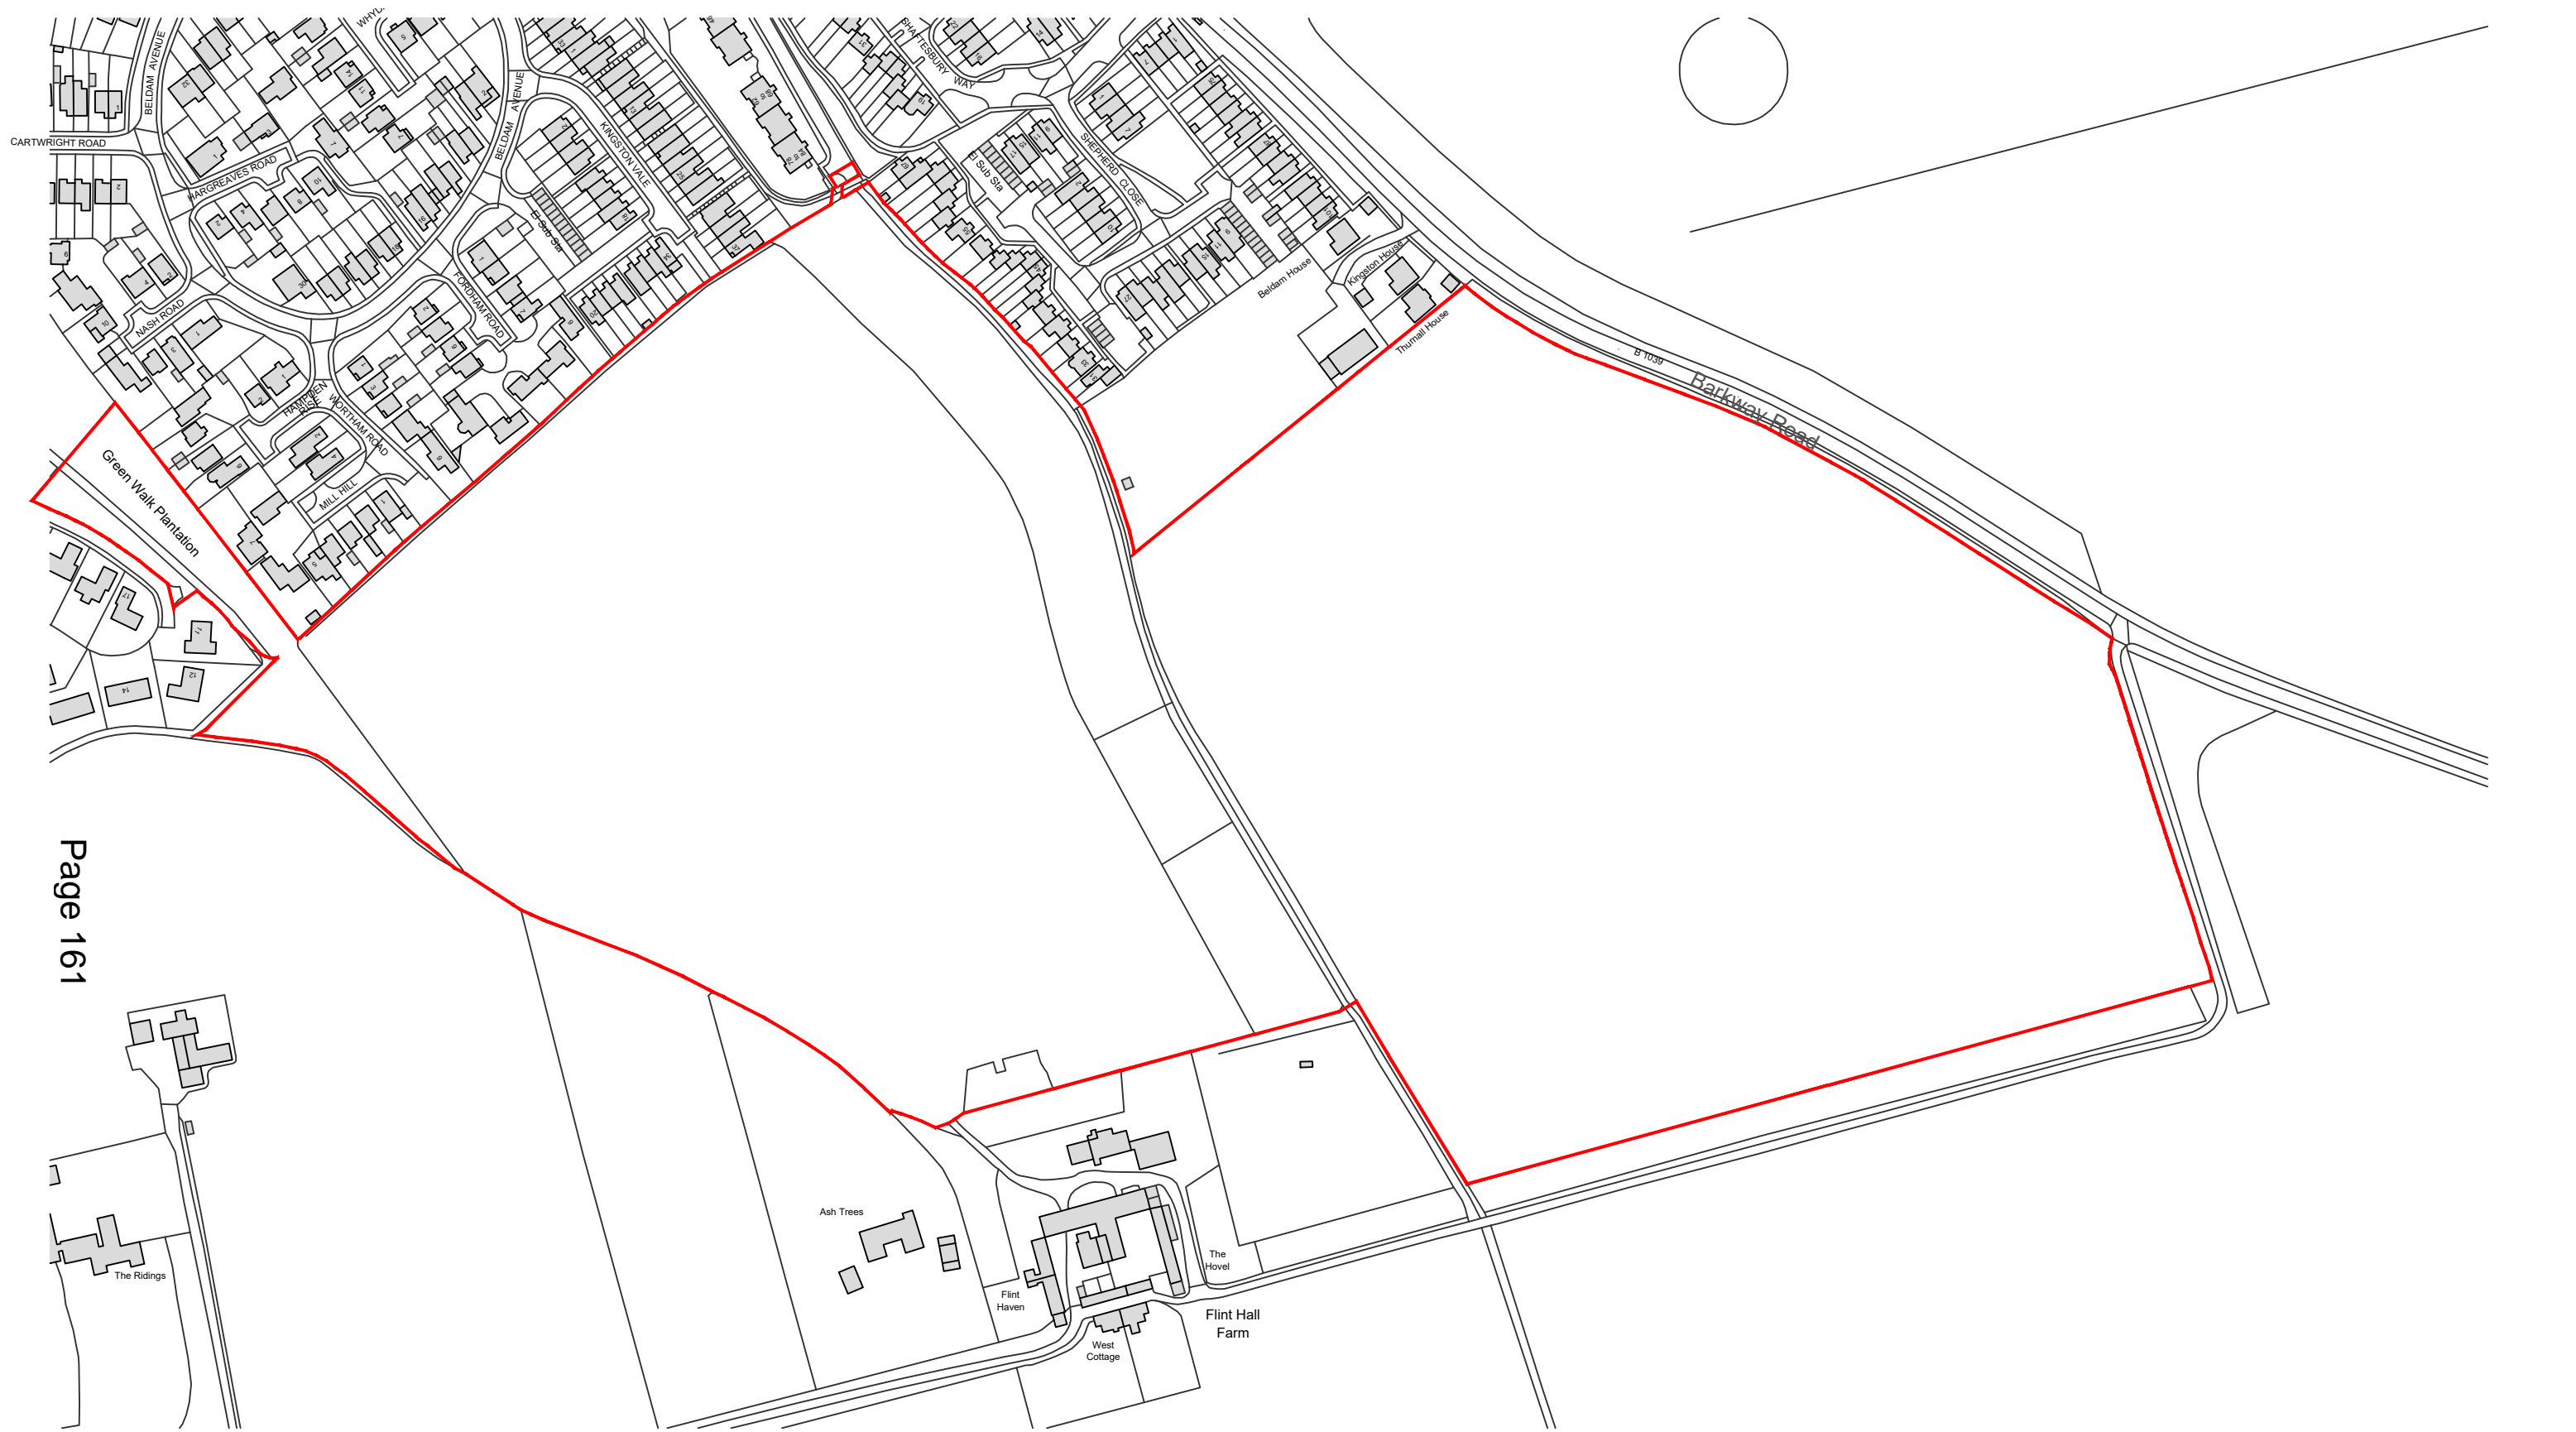 BELDAM AVENUE
CARTWRIGHT ROAD
HARGREAVES ROAD
BELDAM AVENUE
KINGSTON VALE
SHAFTESBURY WAY
El Sub Sta
SHEPHERD CLOSE
El Sub Sta
Beldam House
Kingston House
Thurnall House
NASH ROAD
FORDHAM ROAD
HAMPDEN
RISE
WORTHAM ROAD
MILL HILL
Green Walk Plantation
B 1039
Barkway Road
Page 161
Ash Trees
The Ridings
Flint
Haven
The
Hovel
Flint Hall
Farm
West
Cottage